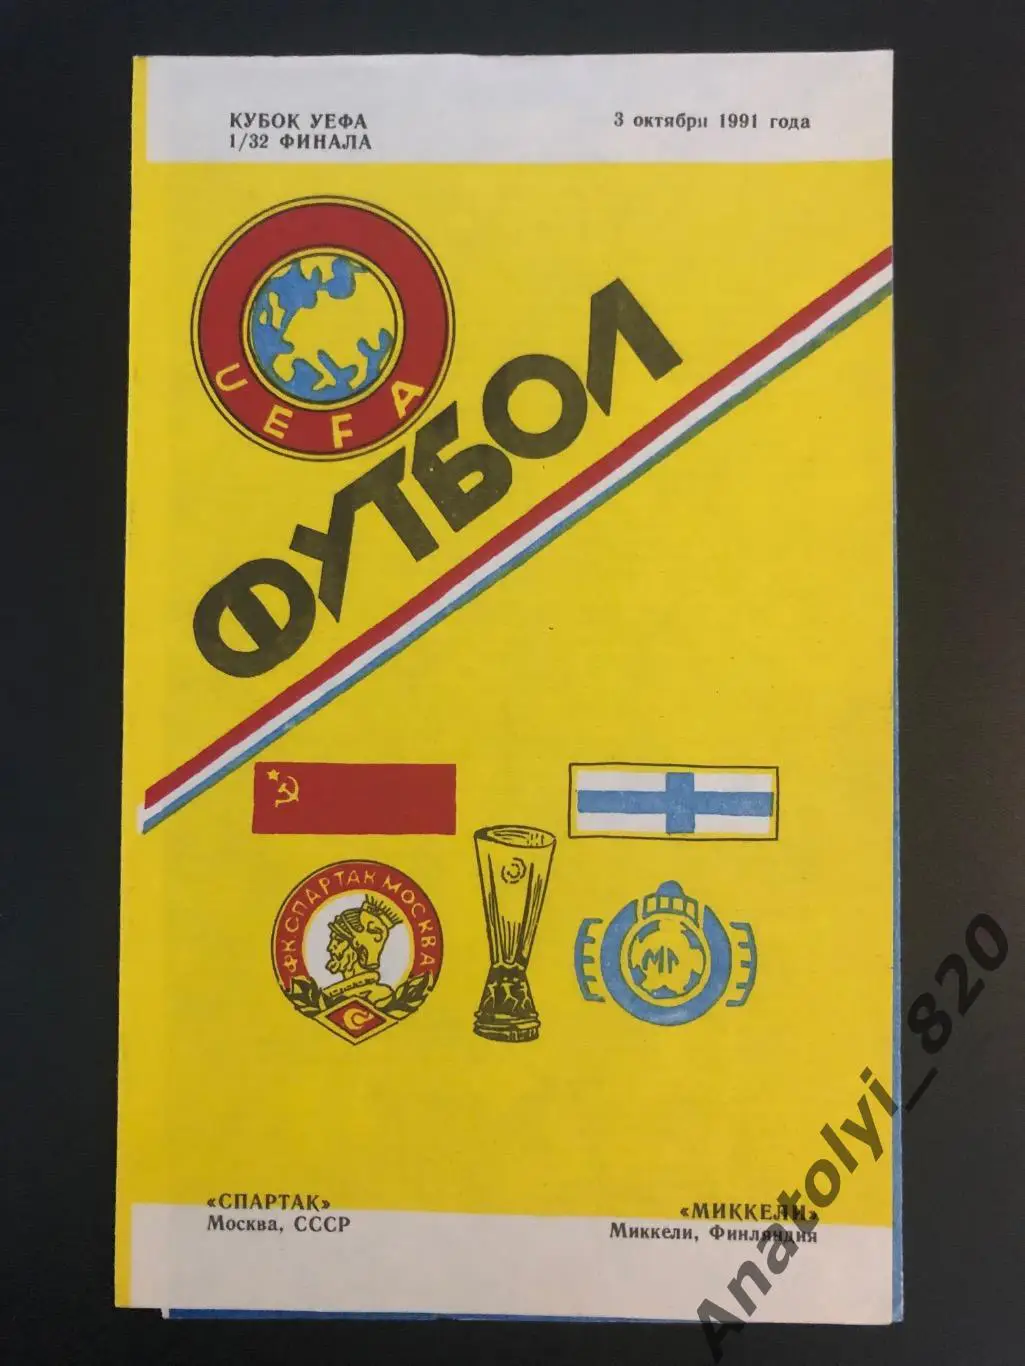 КУБОК УЕФА
1/32 ФИНАЛА
3 октября 1991 года
UEFA
ФУТБОЛ
ФК СПАРТАК МОСКВА
С
МП
«СПАРТАК»
Москва, СССР
«МИККЕЛИ»
Миккели, Финляндия
Anatolyi_820